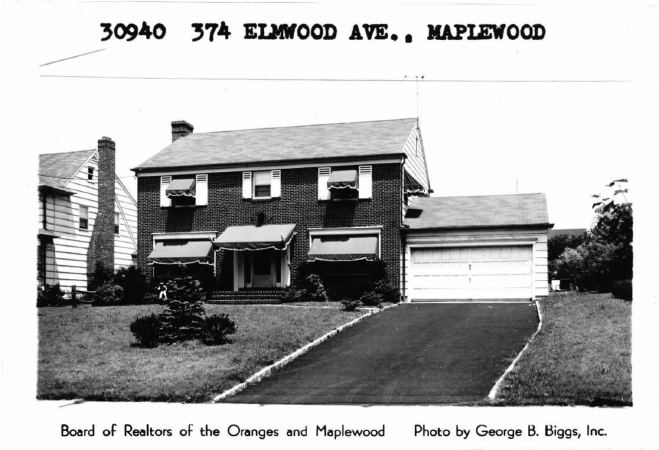 30940 374 ELMWOOD AVE., MAPLEWOOD
Board of Realtors of the Oranges and Maplewood Photo by George B. Biggs, Inc.